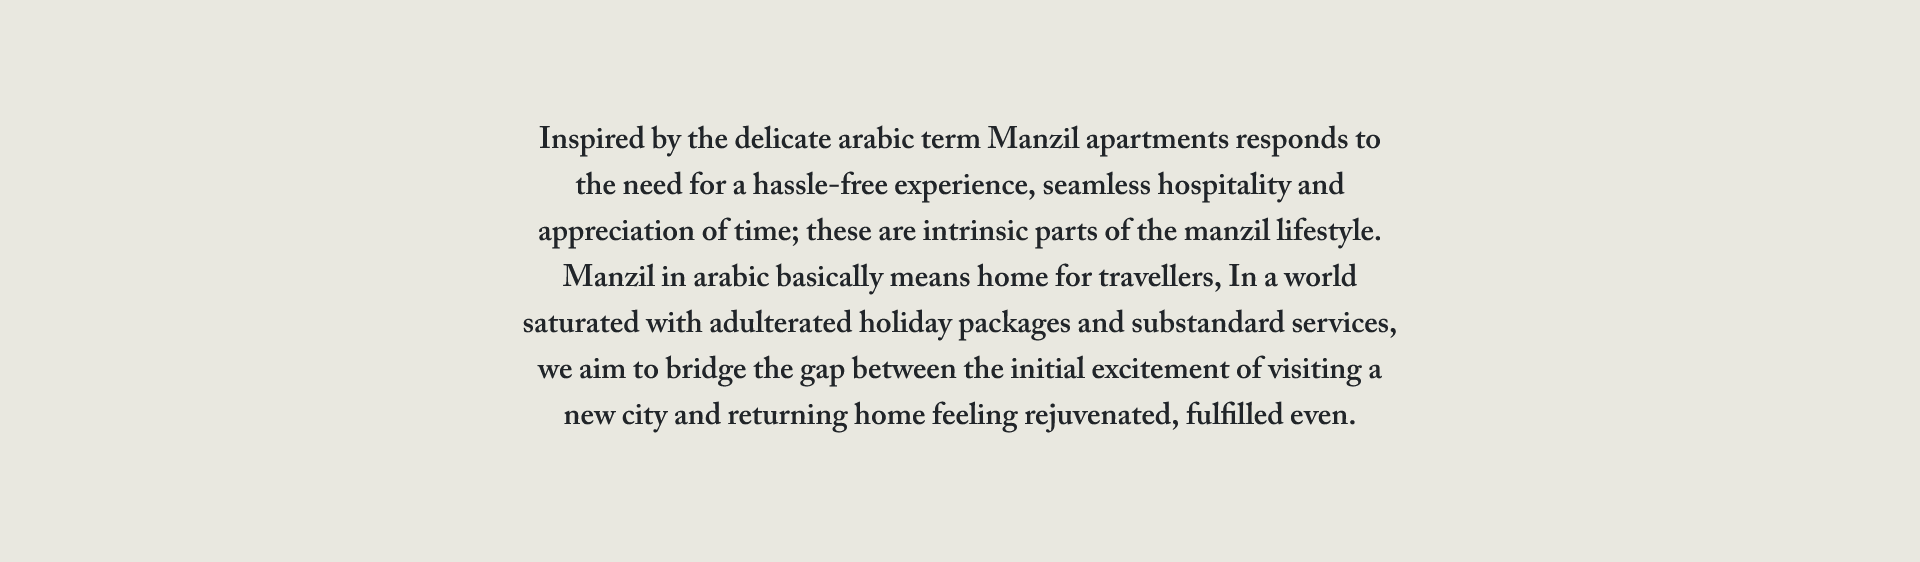 Inspired by the delicate arabic term Manzil apartments responds to
the need for a hassle-free experience, seamless hospitality and
appreciation of time; these are intrinsic parts of the manzil lifestyle.
Manzil in arabic basically means home for travellers, In a world
saturated with adulterated holiday packages and substandard services,
we aim to bridge the gap between the initial excitement of visiting a
new city and returning home feeling rejuvenated, fulfilled even.